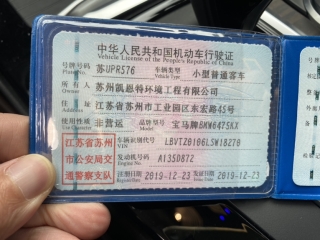 中华人民共和国机动车行驶证
Vehicle License of the People's Republic of China
号牌号码 苏UPR576 车辆类型 小型普通客车
Plate No. Vehicle Type
所有人 苏州凯恩特环境工程有限公司
Owner
住址 江苏省苏州市工业园区东宏路45号
Address
使用性质 非营运 品牌型号 宝马牌BMW6475KX
Use Character Model
江苏省苏州
市公安局交
通警察支队
车辆识别代号 LBVTZ0106LSW18270
VIN
发动机号码 A135D872
Engine No.
注册日期 2019-12-23 发证日期 2019-12-23
Register Date Issue Date